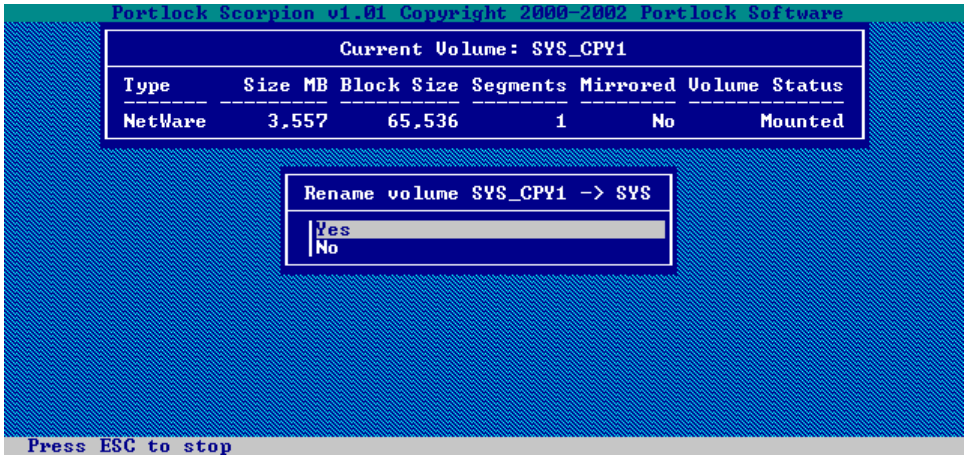 Portlock Scorpion v1.01 Copyright 2000-2002 Portlock Software
Current Volume: SYS_CPY1
Type Size MB Block Size Segments Mirrored Volume Status
NetWare 3,557 65,536 1 No Mounted
Rename volume SYS_CPY1 -> SYS
Yes
No
Press ESC to stop